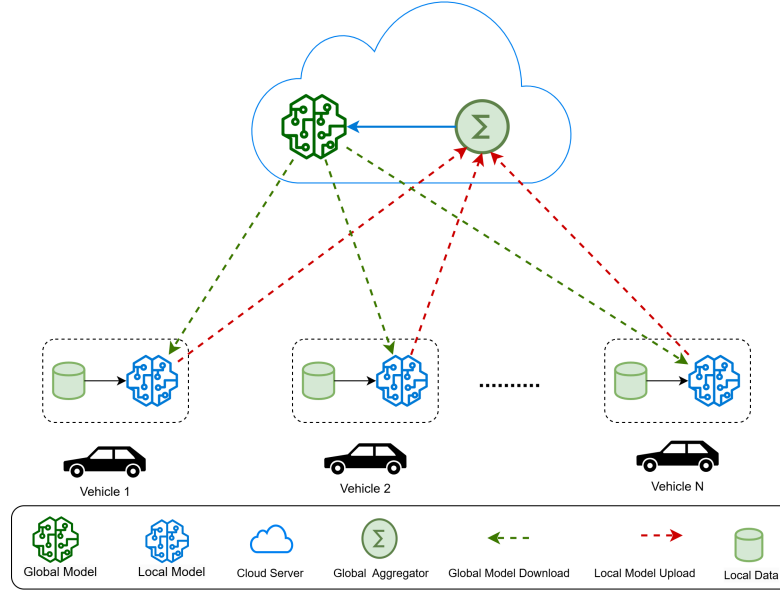 Σ
..........
Vehicle 1
Vehicle 2
Vehicle N
Σ
Global Model
Local Model
Cloud Server
Global Aggregator
Global Model Download
Local Model Upload
Local Data